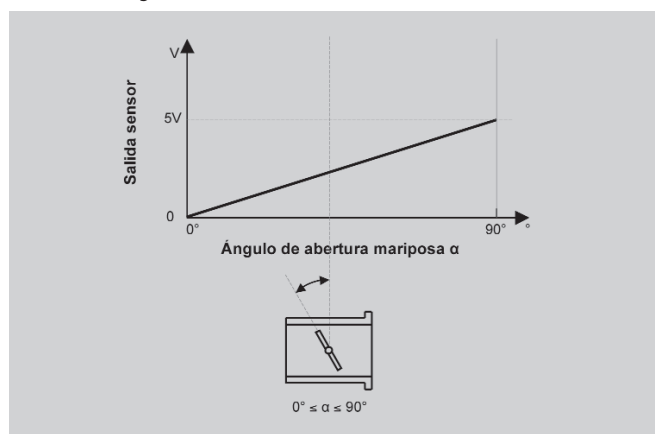 V
Salida sensor
5V
0
0°
90°
°
Ángulo de abertura mariposa α
0° ≤ α ≤ 90°